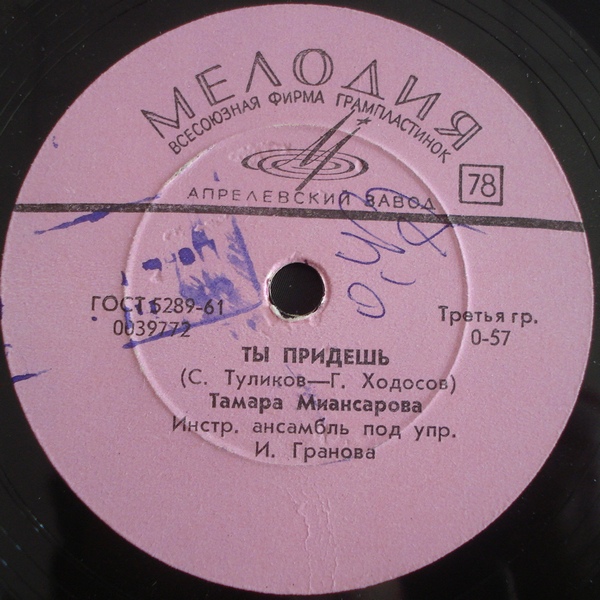 МЕЛОДИЯ
ВСЕСОЮЗНАЯ ФИРМА ГРАМПЛАСТИНОК
78
АПРЕЛЕВСКИЙ ЗАВОД
ГОСТ 5289-61
0039772
Третья гр.
0-57
ТЫ ПРИДЕШЬ
(С. Туликов—Г. Ходосов)
Тамара Миансарова
Инстр. ансамбль под упр.
И. Гранова